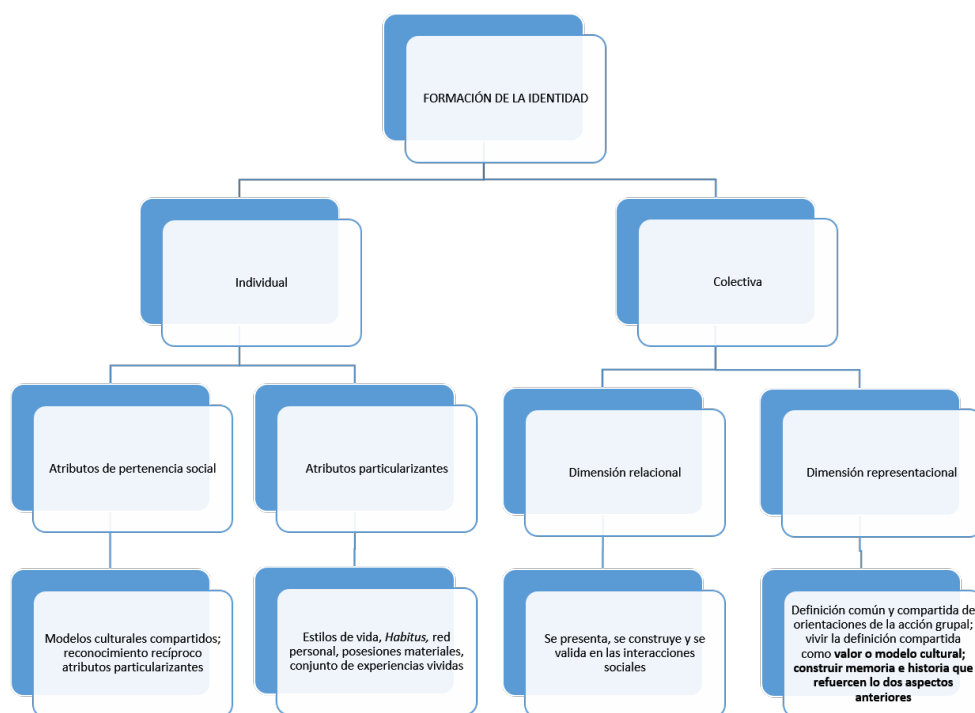 FORMACIÓN DE LA IDENTIDAD
Individual
Colectiva
Atributos de pertenencia social
Atributos particularizantes
Dimensión relacional
Dimensión representacional
Modelos culturales compartidos;
reconocimiento recíproco
atributos particularizantes
Estilos de vida, Habitus, red
personal, posesiones materiales,
conjunto de experiencias vividas
Se presenta, se construye y se
valida en las interacciones
sociales
Definición común y compartida de
orientaciones de la acción grupal;
vivir la definición compartida
como valor o modelo cultural;
construir memoria e historia que
refuercen lo dos aspectos
anteriores